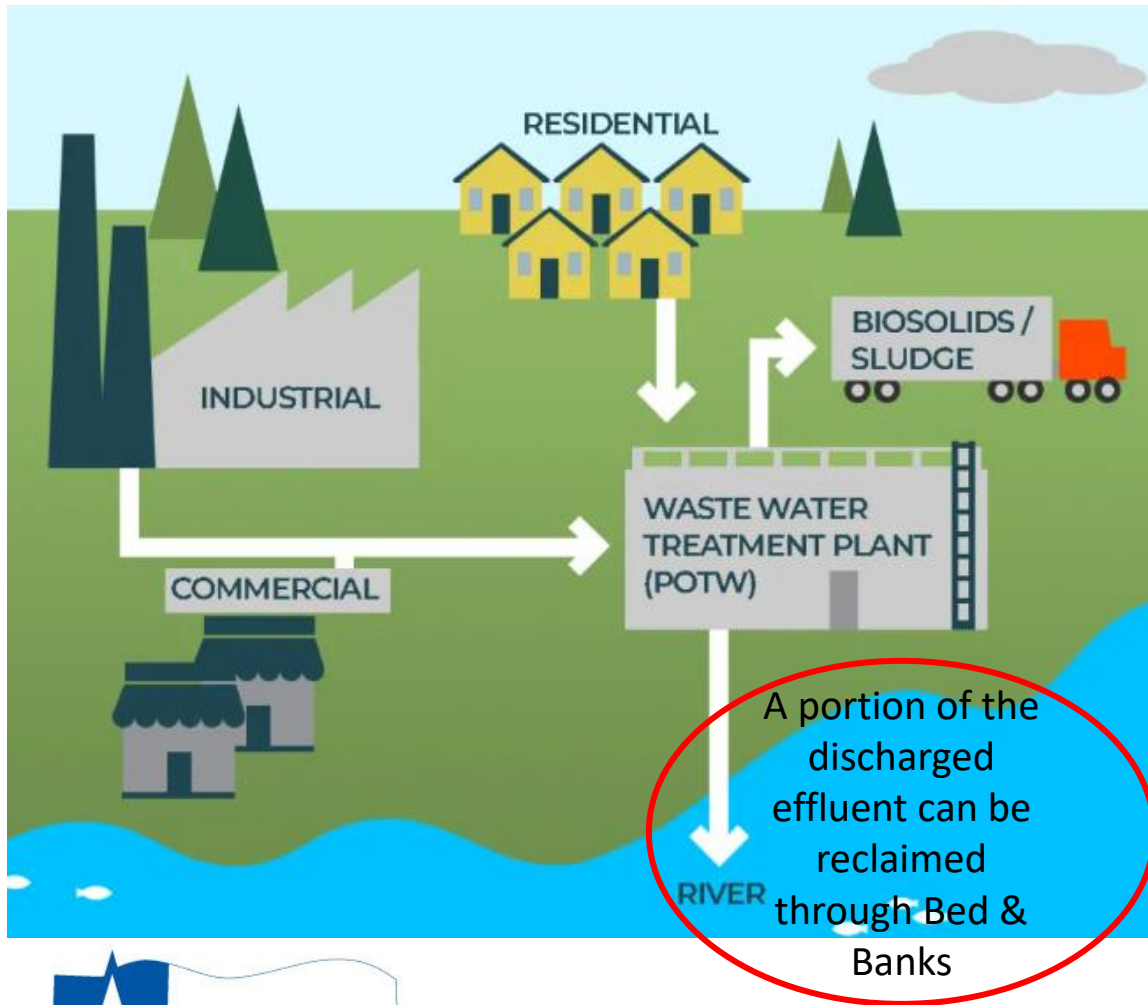 RESIDENTIAL
BIOSOLIDS /
SLUDGE
INDUSTRIAL
WASTE WATER
TREATMENT PLANT
(POTW)
COMMERCIAL
A portion of the
discharged
effluent can be
reclaimed
through Bed &
Banks
RIVER